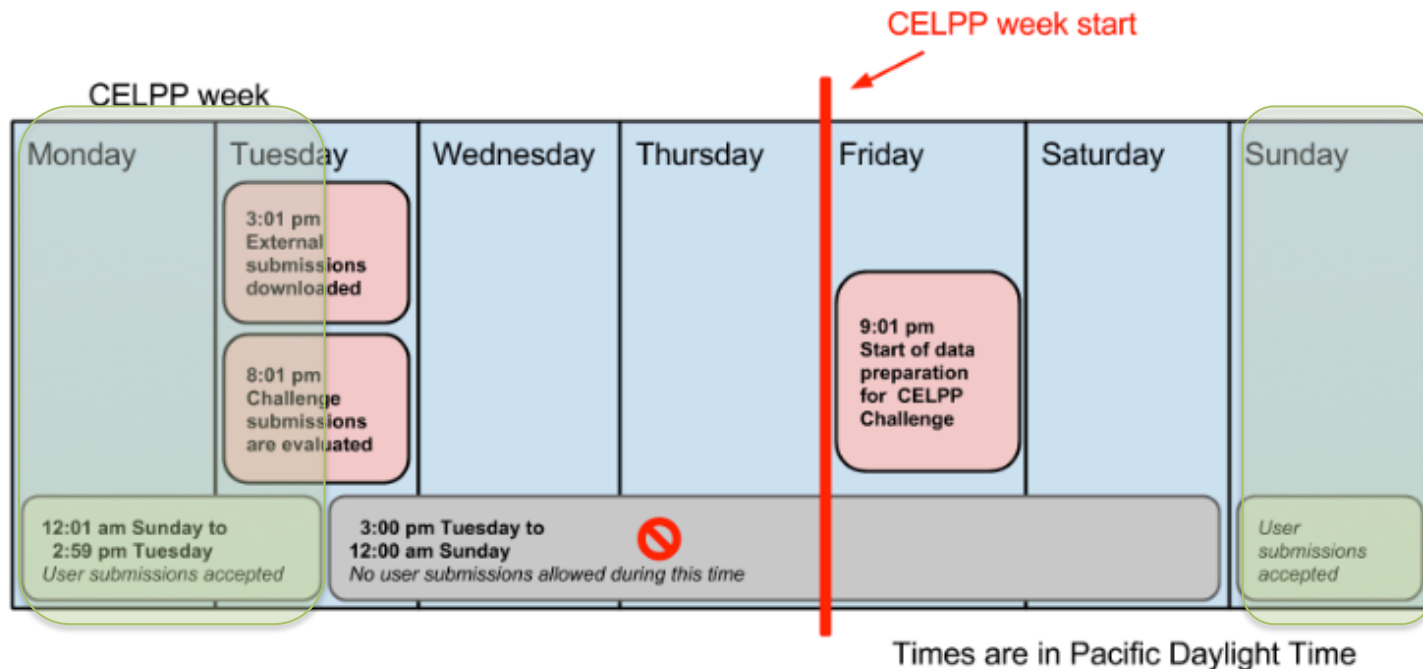 CELPP week start
CELPP week
Monday
Tuesday
Wednesday
Thursday
Friday
Saturday
Sunday
3:01 pm
External
submissions
downloaded
8:01 pm
Challenge
submissions
are evaluated
9:01 pm
Start of data
preparation
for CELPP
Challenge
12:01 am Sunday to
2:59 pm Tuesday
User submissions accepted
3:00 pm Tuesday to
12:00 am Sunday
No user submissions allowed during this time
User
submissions
accepted
Times are in Pacific Daylight Time